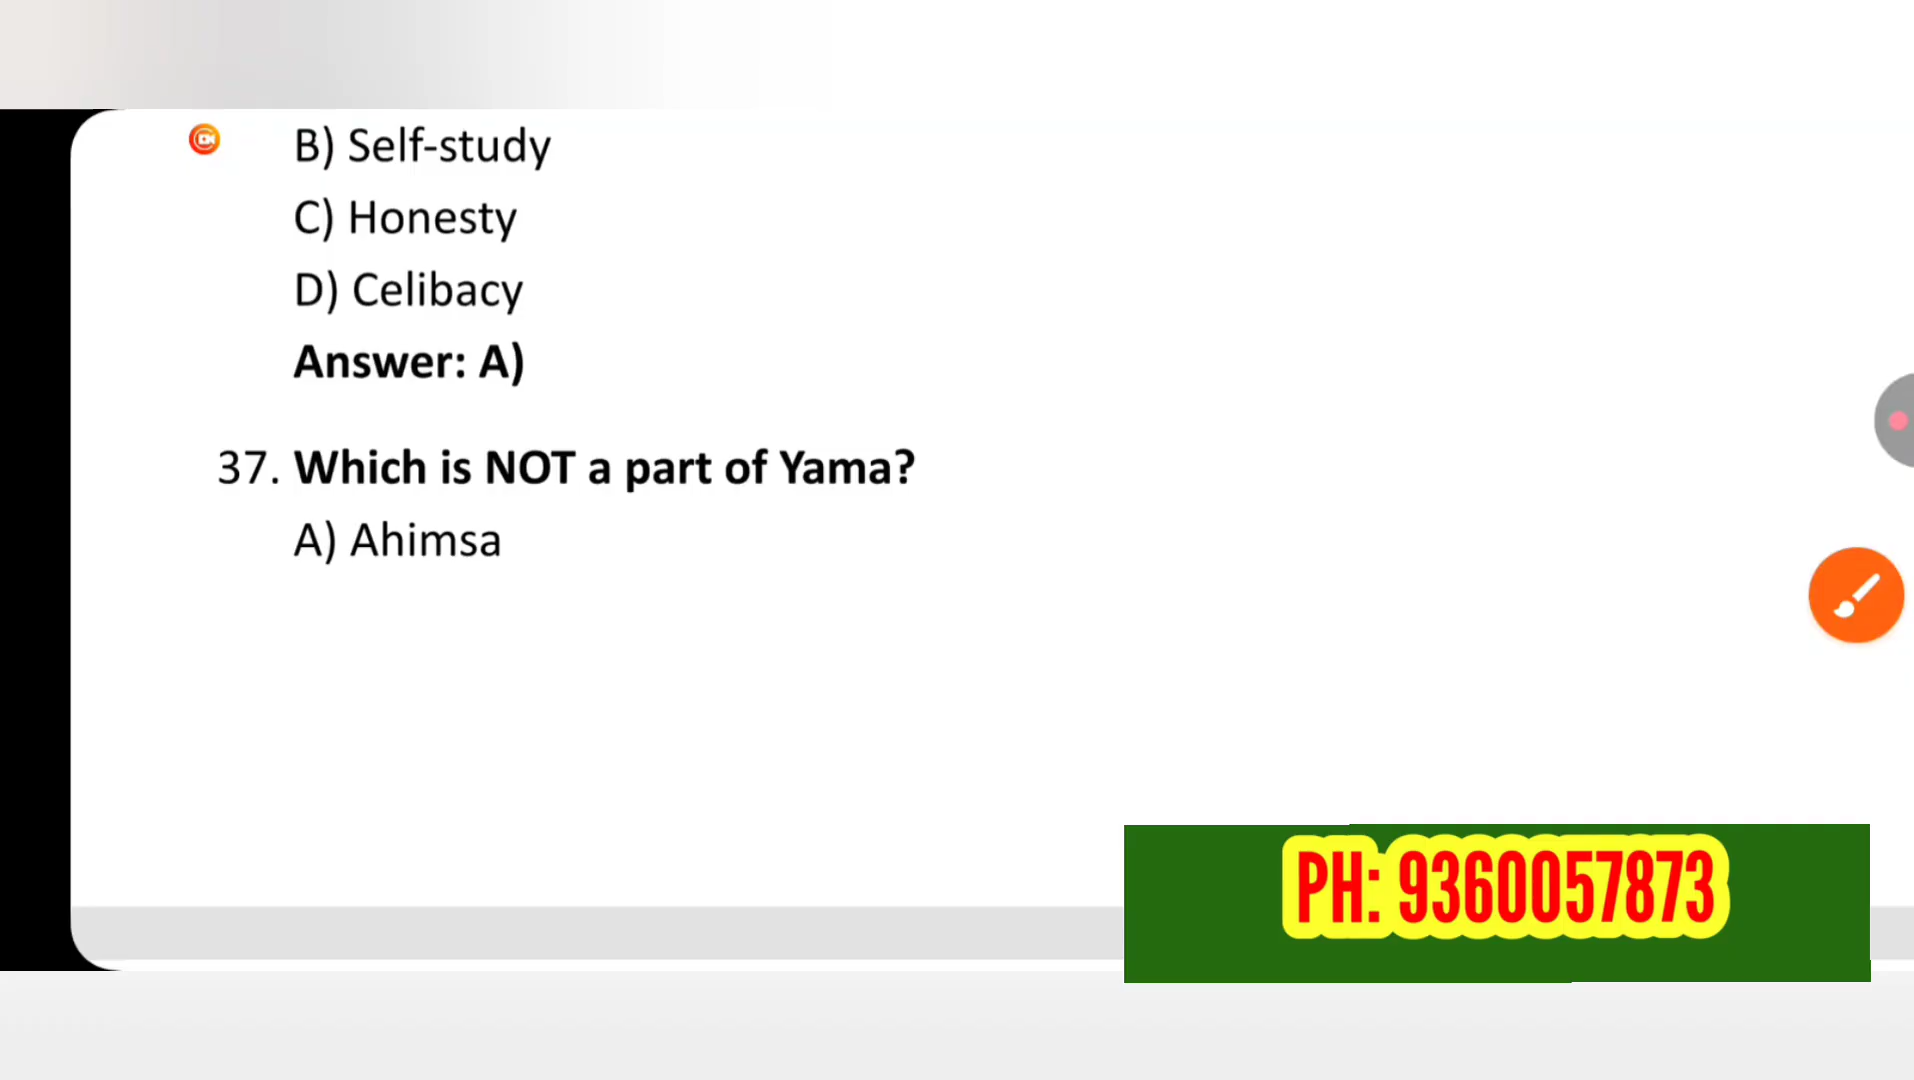 B) Self-study
C) Honesty
D) Celibacy
Answer: A)
37. Which is NOT a part of Yama?
A) Ahimsa
PH: 9360057873